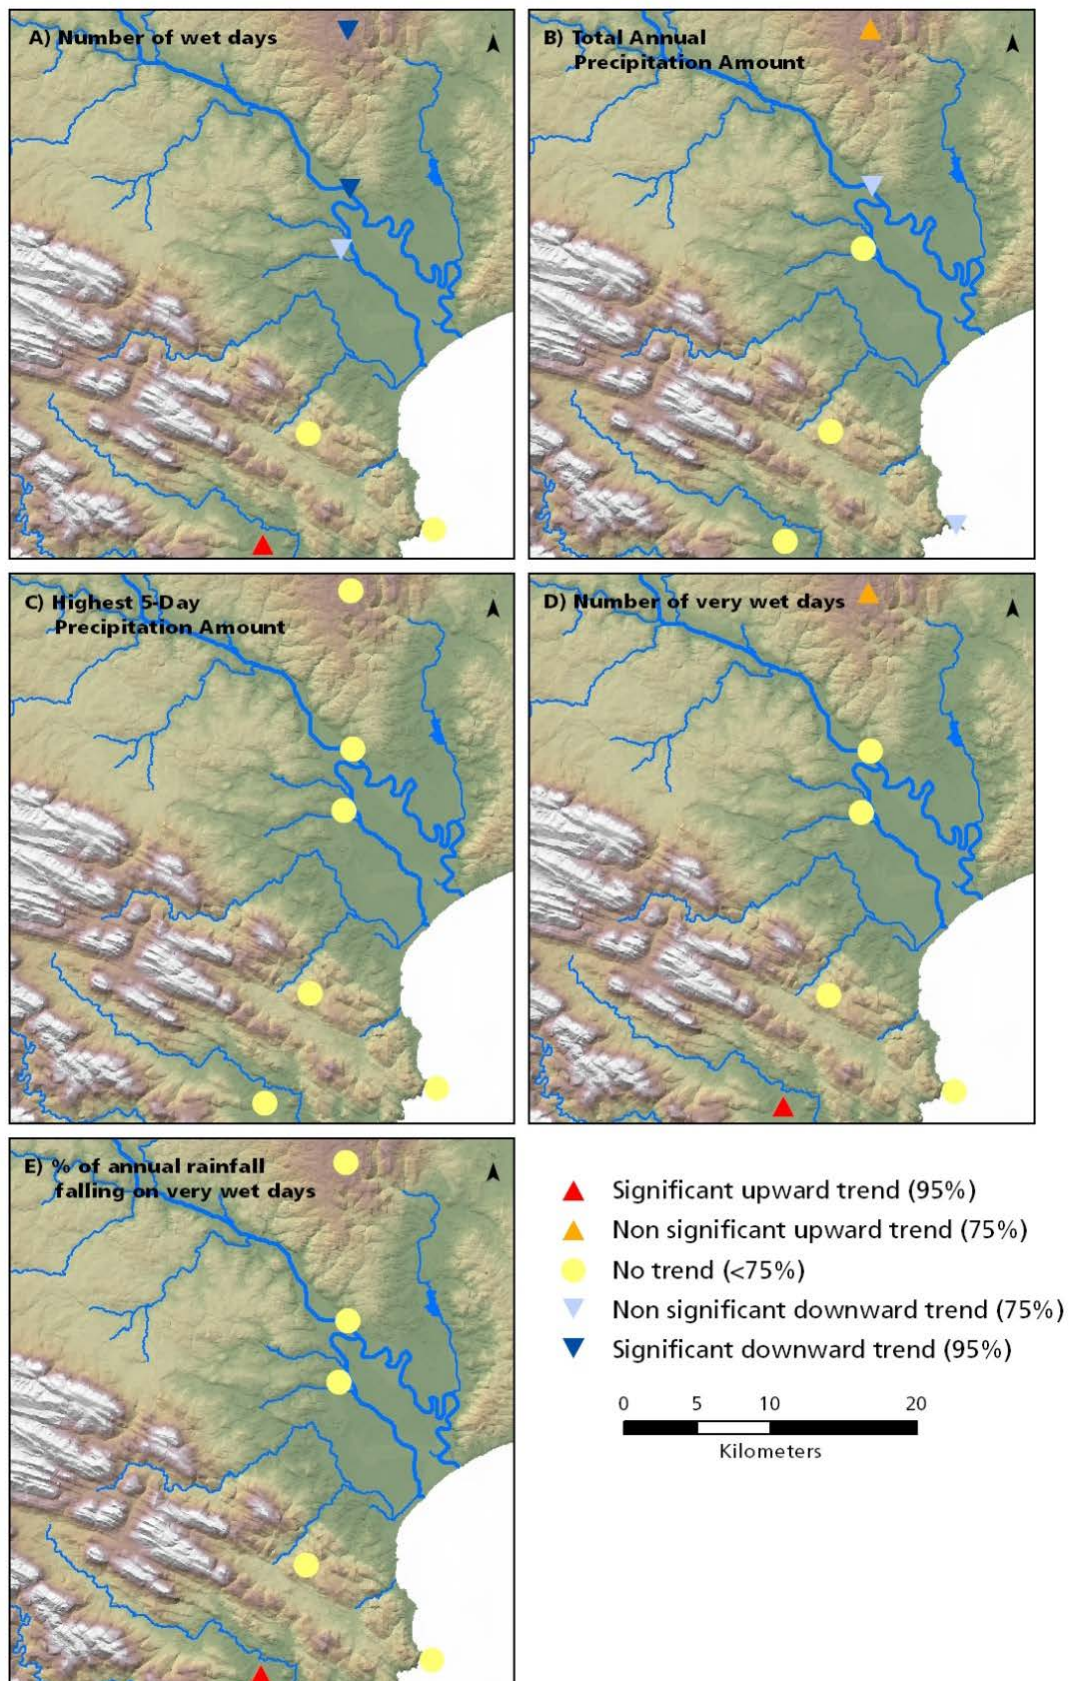 A) Number of wet days
B) Total Annual
Precipitation Amount
C) Highest 5-Day
Precipitation Amount
D) Number of very wet days
E) % of annual rainfall
falling on very wet days
Significant upward trend (95%)
Non significant upward trend (75%)
No trend (<75%)
Non significant downward trend (75%)
Significant downward trend (95%)
0 5 10 20
Kilometers